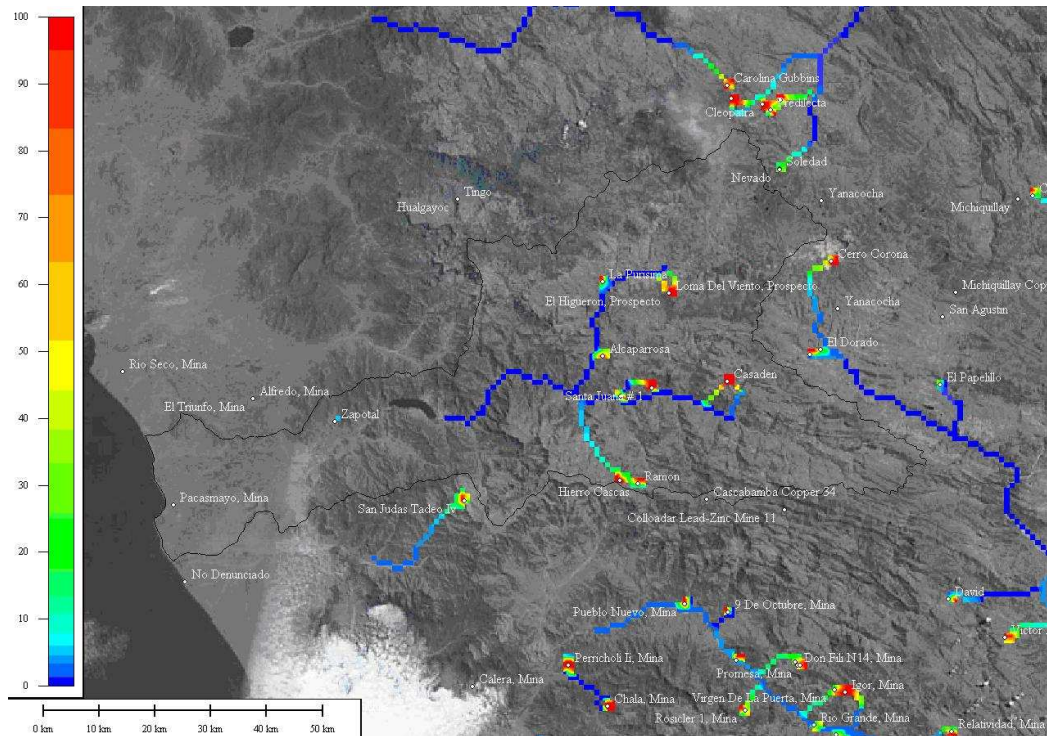 100
90
80
70
60
50
40
30
20
10
0
Carolina Gubbins
Cleopatra
Predilecta
Soledad
Nevado
Tingo
Hualgayoc
Yanacocha
Michiquillay
Cerro Corona
La Purisima
Loma Del Viento, Prospecto
El Higueron, Prospecto
Yanacocha
Michiquillay Cop
San Agustin
Alcaparrosa
El Dorado
Rio Seco, Mina
Casaden
El Papelillo
Alfredo, Mina
Santa Juana # 1
El Triunfo, Mina
Zapotal
Hierro Cascas
Ramon
Cascabamba Copper 34
Pacasmayo, Mina
San Judas Tadeo Iv
Colloadar Lead-Zinc Mine 11
No Denunciado
David
Pueblo Nuevo, Mina
9 De Octubre, Mina
Victor
Perricholi Ii, Mina
Don Fili N14, Mina
Promesa, Mina
Calera, Mina
Igor, Mina
Chala, Mina
Virgen De La Puerta, Mina
Rosicler 1, Mina
Rio Grande, Mina
Relatividad, Mina
0 km
10 km
20 km
30 km
40 km
50 km